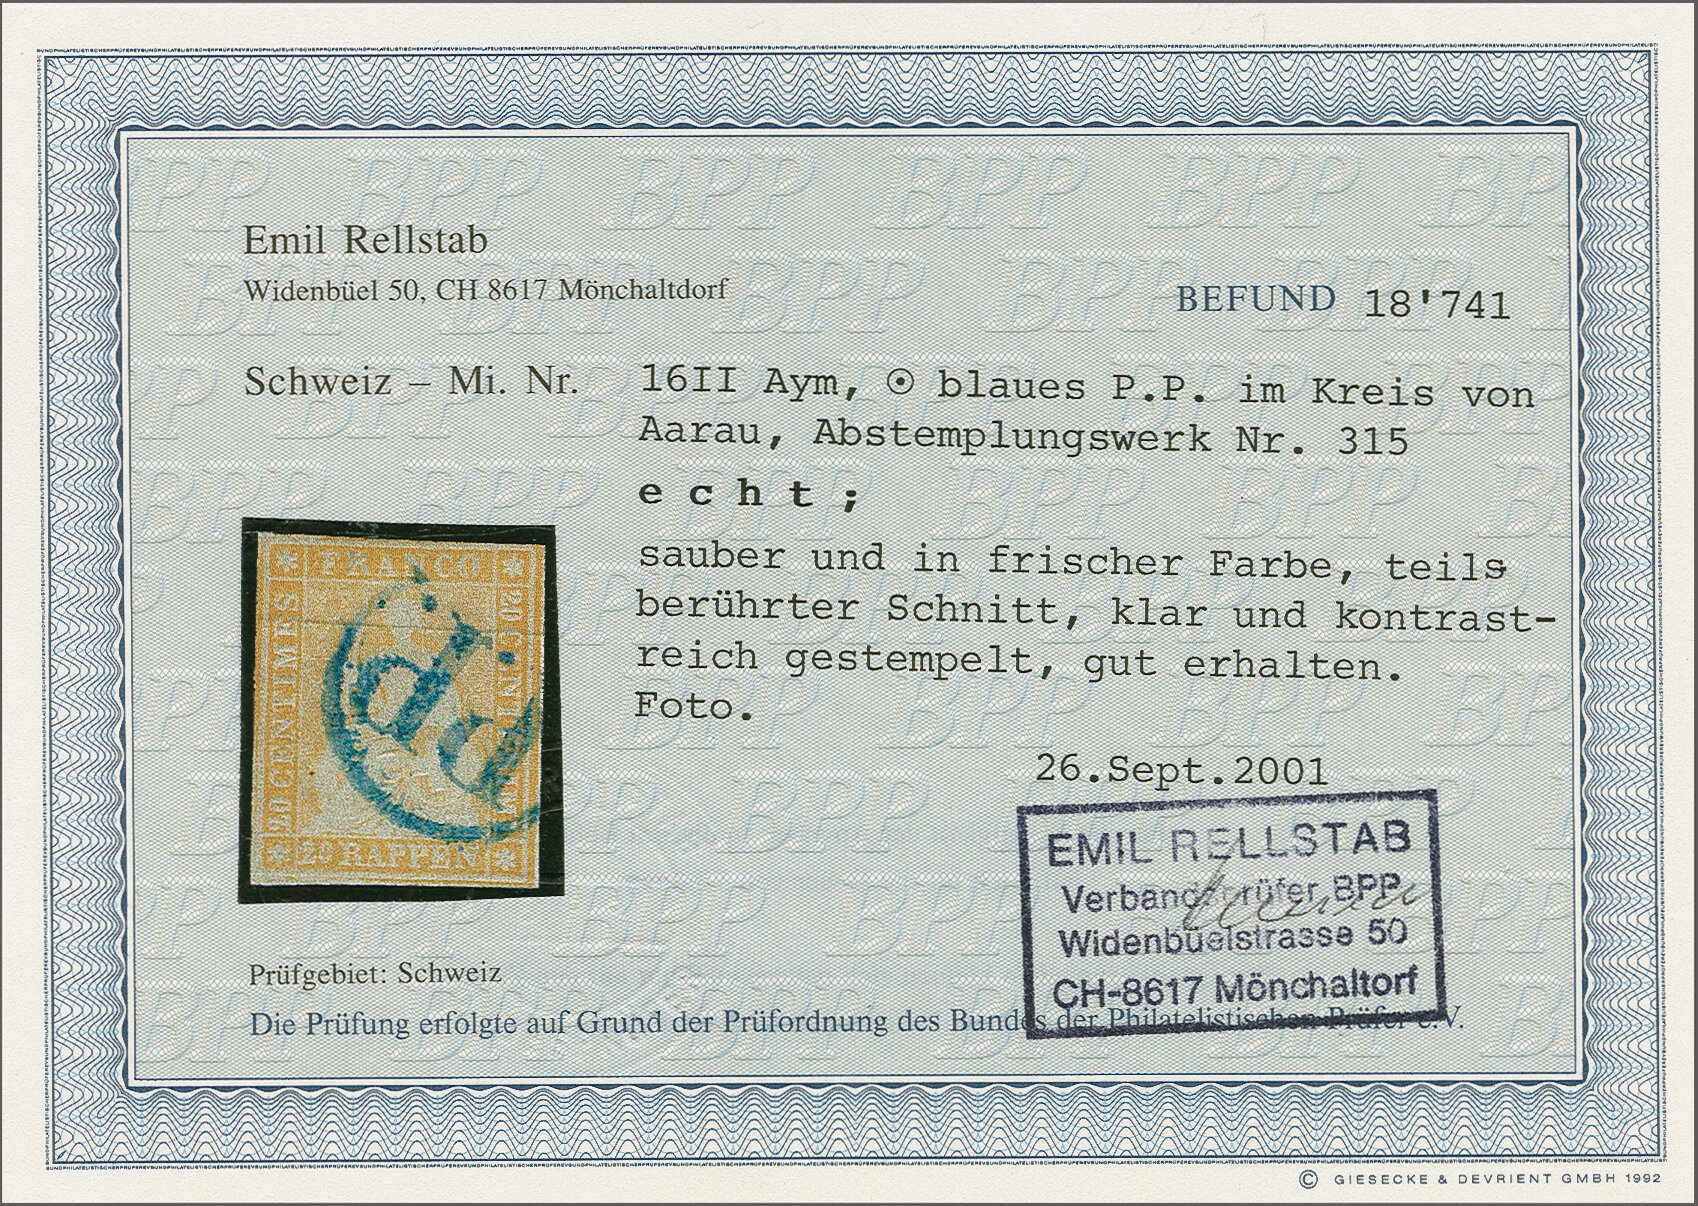 Emil Rellstab
Widenbüel 50, CH 8617 Mönchaltdorf
BEFUND 18'741
Schweiz – Mi. Nr. 16II Aym, ⊙ blaues P.P. im Kreis von
Aarau, Abstemplungswerk Nr. 315
e c h t ;
sauber und in frischer Farbe, teils
berührter Schnitt, klar und kontrast-
reich gestempelt, gut erhalten.
Foto.
FRANCO
20 CENTIMES
20 RAPPEN
P.P.
26.Sept.2001
EMIL RELLSTAB
Verbandsprüfer BPP
Widenbüelstrasse 50
CH-8617 Mönchaltorf
Prüfgebiet: Schweiz
Die Prüfung erfolgte auf Grund der Prüfordnung des Bundes der Philatelistischen Prüfer e.V.
© GIESECKE & DEVRIENT GMBH 1992